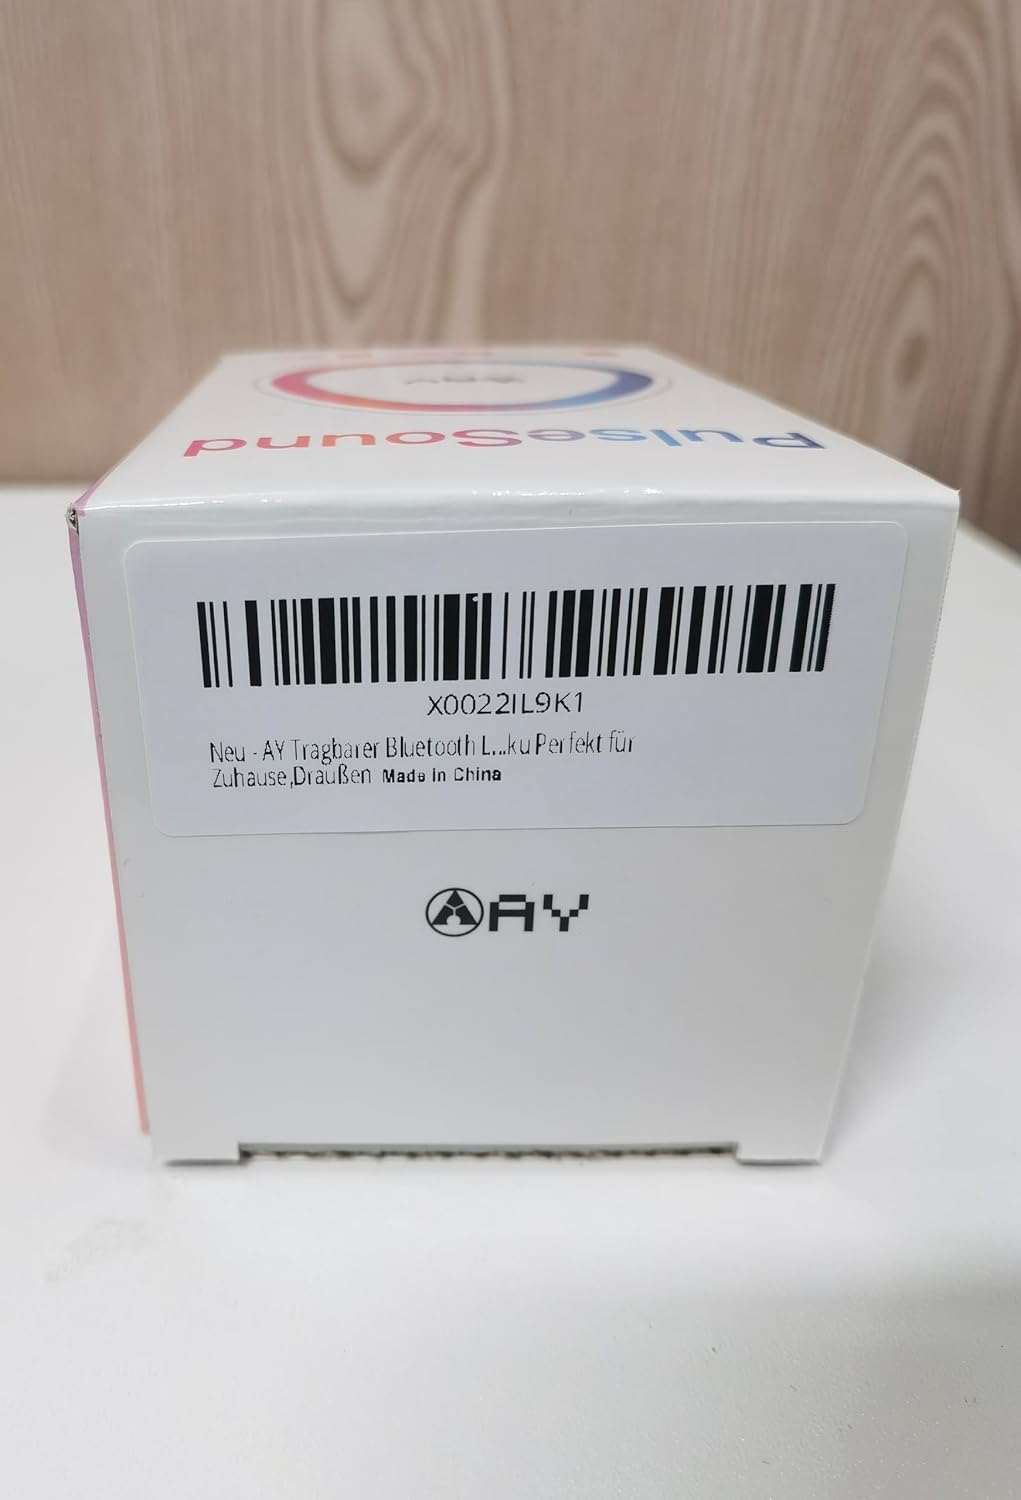 PulseSound
X0022IL9K1
Neu - AY Tragbarer Bluetooth L...ku Perfekt für
Zuhause,Draußen Made in China
AY